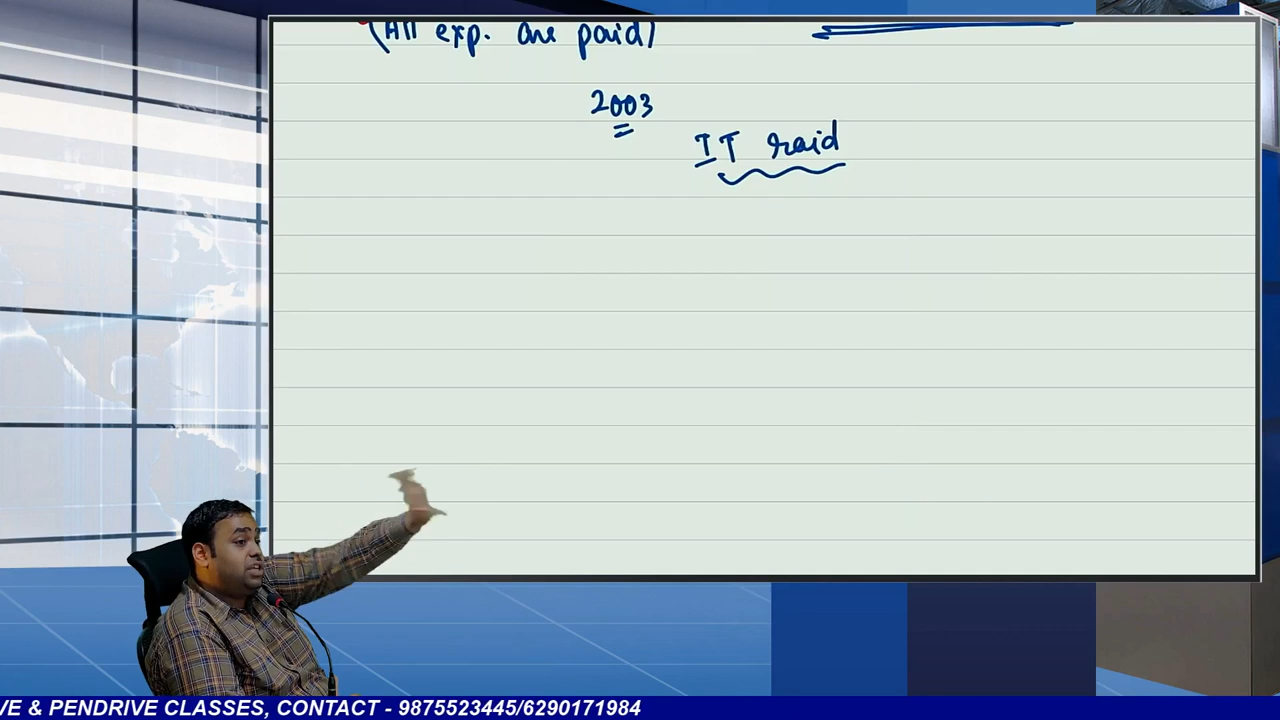 (All exp. are paid)
2003
IT raid
VE & PENDRIVE CLASSES, CONTACT - 9875523445/6290171984